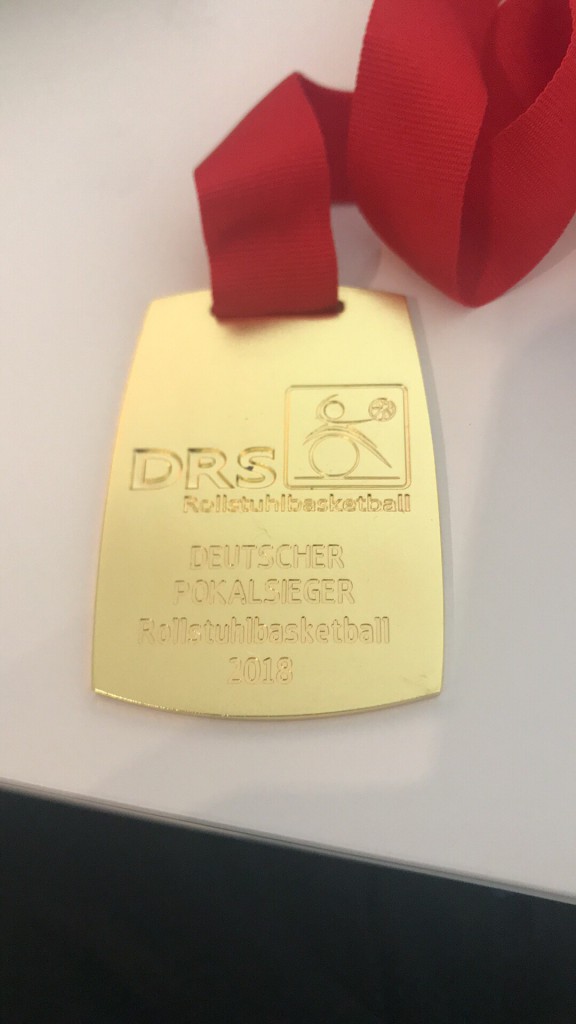 DRS
Rollstuhlbasketball
DEUTSCHER
POKALSIEGER
Rollstuhlbasketball
2018